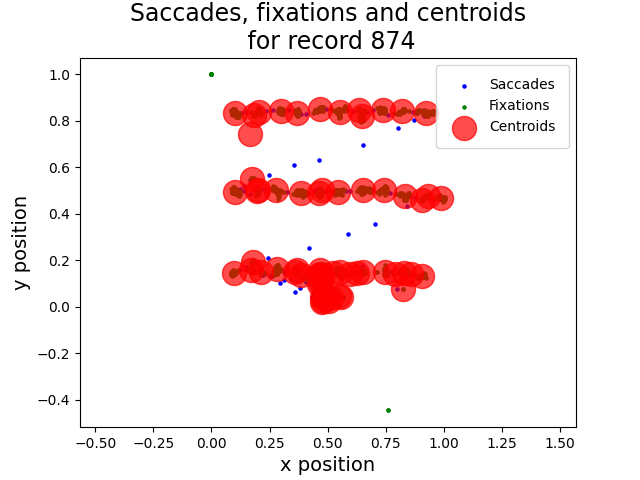 Saccades, fixations and centroids
for record 874
Saccades
Fixations
Centroids
1.0
0.8
0.6
0.4
0.2
0.0
−0.2
−0.4
y position
−0.50
−0.25
0.00
0.25
0.50
0.75
1.00
1.25
1.50
x position